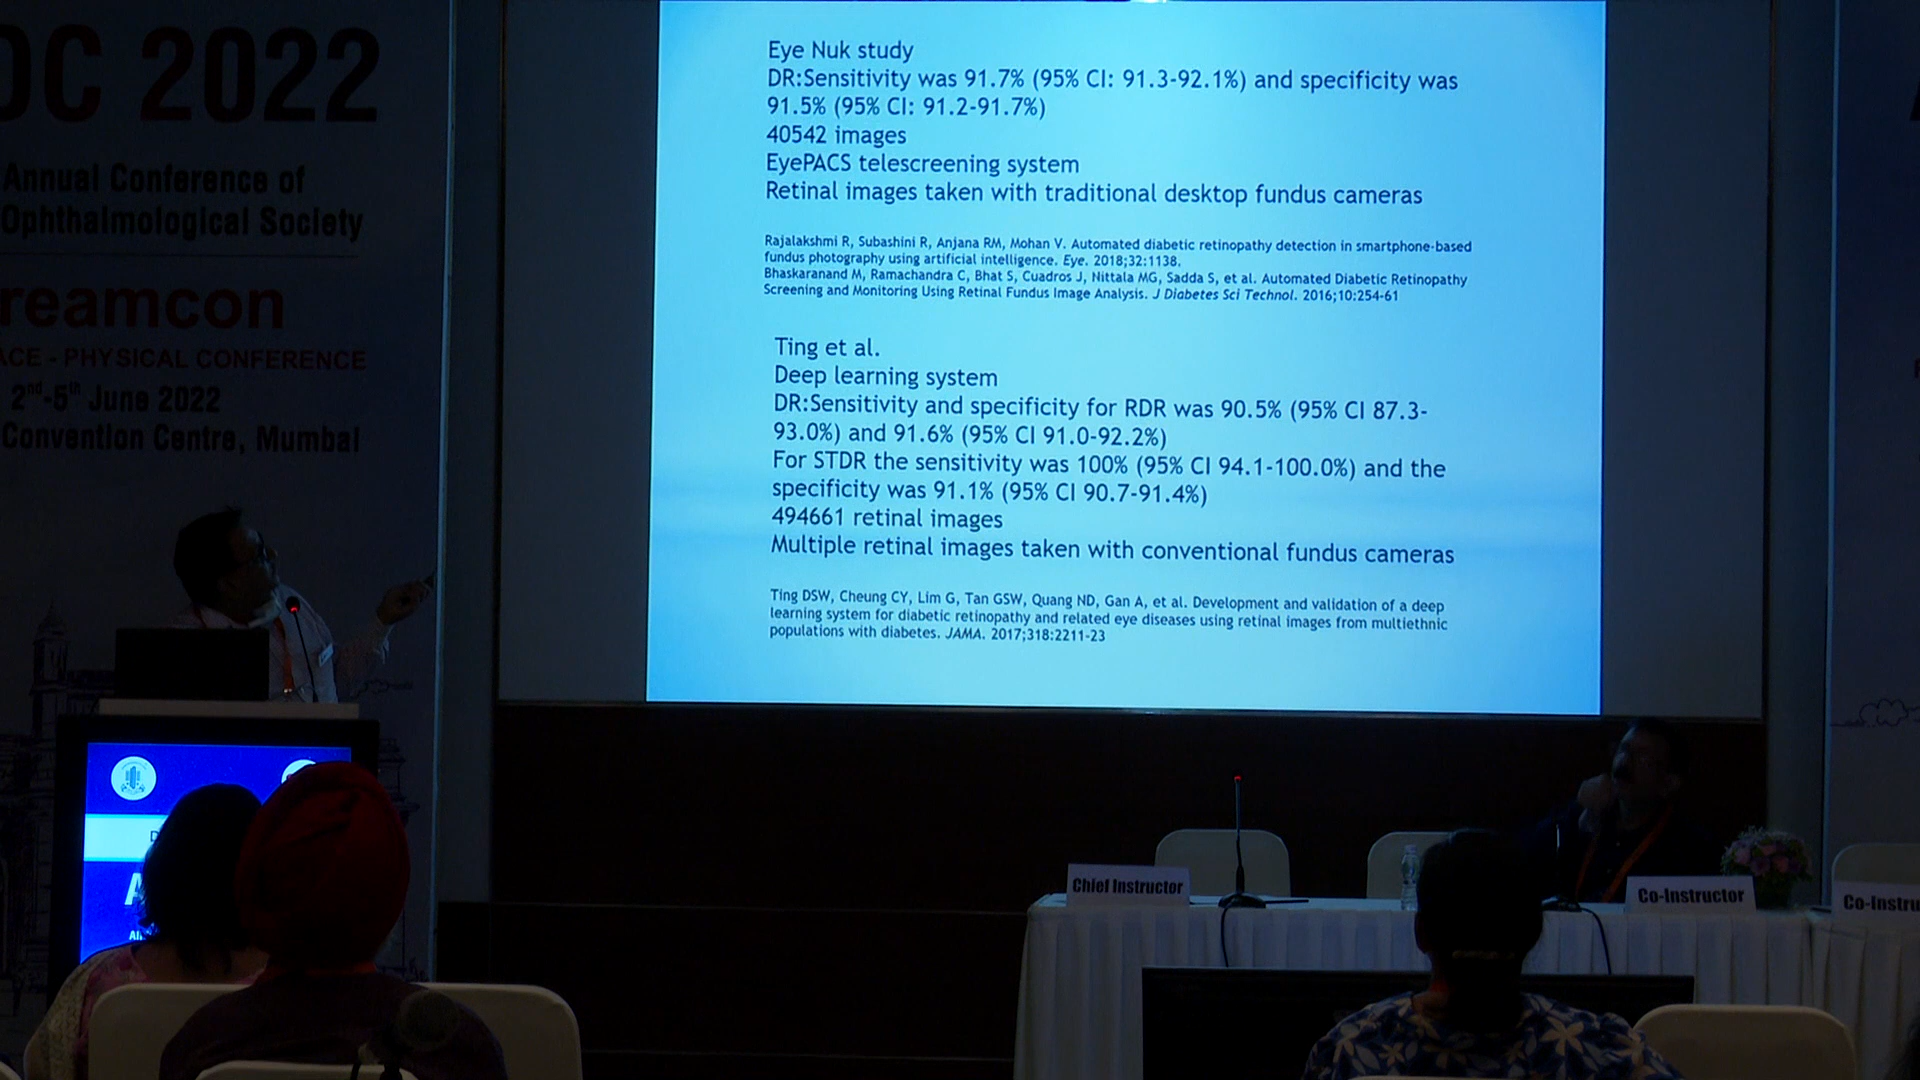 DC 2022
Annual Conference of
Ophthalmological Society
reamcon
ACE - PHYSICAL CONFERENCE
2nd-5th June 2022
Convention Centre, Mumbai
Eye Nuk study
DR:Sensitivity was 91.7% (95% CI: 91.3-92.1%) and specificity was
91.5% (95% CI: 91.2-91.7%)
40542 images
EyePACS telescreening system
Retinal images taken with traditional desktop fundus cameras
Rajalakshmi R, Subashini R, Anjana RM, Mohan V. Automated diabetic retinopathy detection in smartphone-based
fundus photography using artificial intelligence. Eye. 2018;32:1138.
Bhaskaranand M, Ramachandra C, Bhat S, Cuadros J, Nittala MG, Sadda S, et al. Automated Diabetic Retinopathy
Screening and Monitoring Using Retinal Fundus Image Analysis. J Diabetes Sci Technol. 2016;10:254-61
Ting et al.
Deep learning system
DR:Sensitivity and specificity for RDR was 90.5% (95% CI 87.3-
93.0%) and 91.6% (95% CI 91.0-92.2%)
For STDR the sensitivity was 100% (95% CI 94.1-100.0%) and the
specificity was 91.1% (95% CI 90.7-91.4%)
494661 retinal images
Multiple retinal images taken with conventional fundus cameras
Ting DSW, Cheung CY, Lim G, Tan GSW, Quang ND, Gan A, et al. Development and validation of a deep
learning system for diabetic retinopathy and related eye diseases using retinal images from multiethnic
populations with diabetes. JAMA. 2017;318:2211-23
Chief Instructor
Co-Instructor
Co-Instru